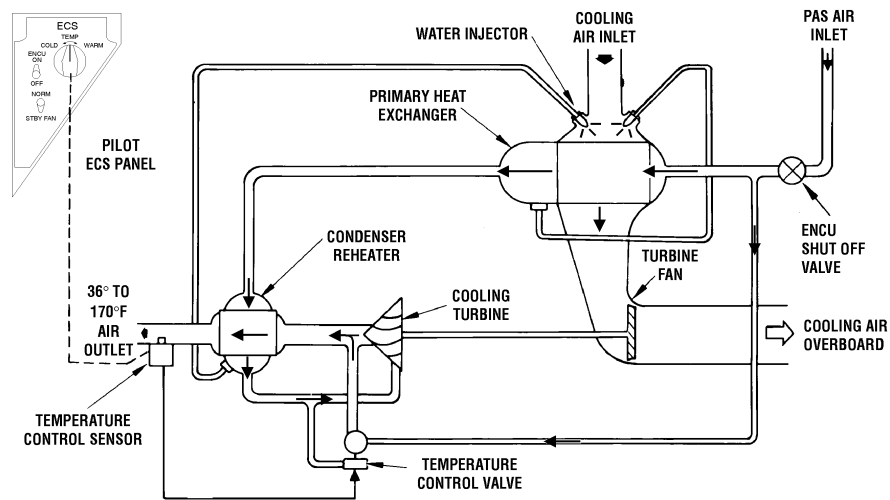 ECS
TEMP
COLD
WARM
ENCU
ON
OFF
NORM
STBY FAN
PILOT
ECS PANEL
WATER INJECTOR
COOLING
AIR INLET
PAS AIR
INLET
PRIMARY HEAT
EXCHANGER
ENCU
SHUT OFF
VALVE
CONDENSER
REHEATER
TURBINE
FAN
COOLING
TURBINE
36° TO
170°F
AIR
OUTLET
COOLING AIR
OVERBOARD
TEMPERATURE
CONTROL SENSOR
TEMPERATURE
CONTROL VALVE